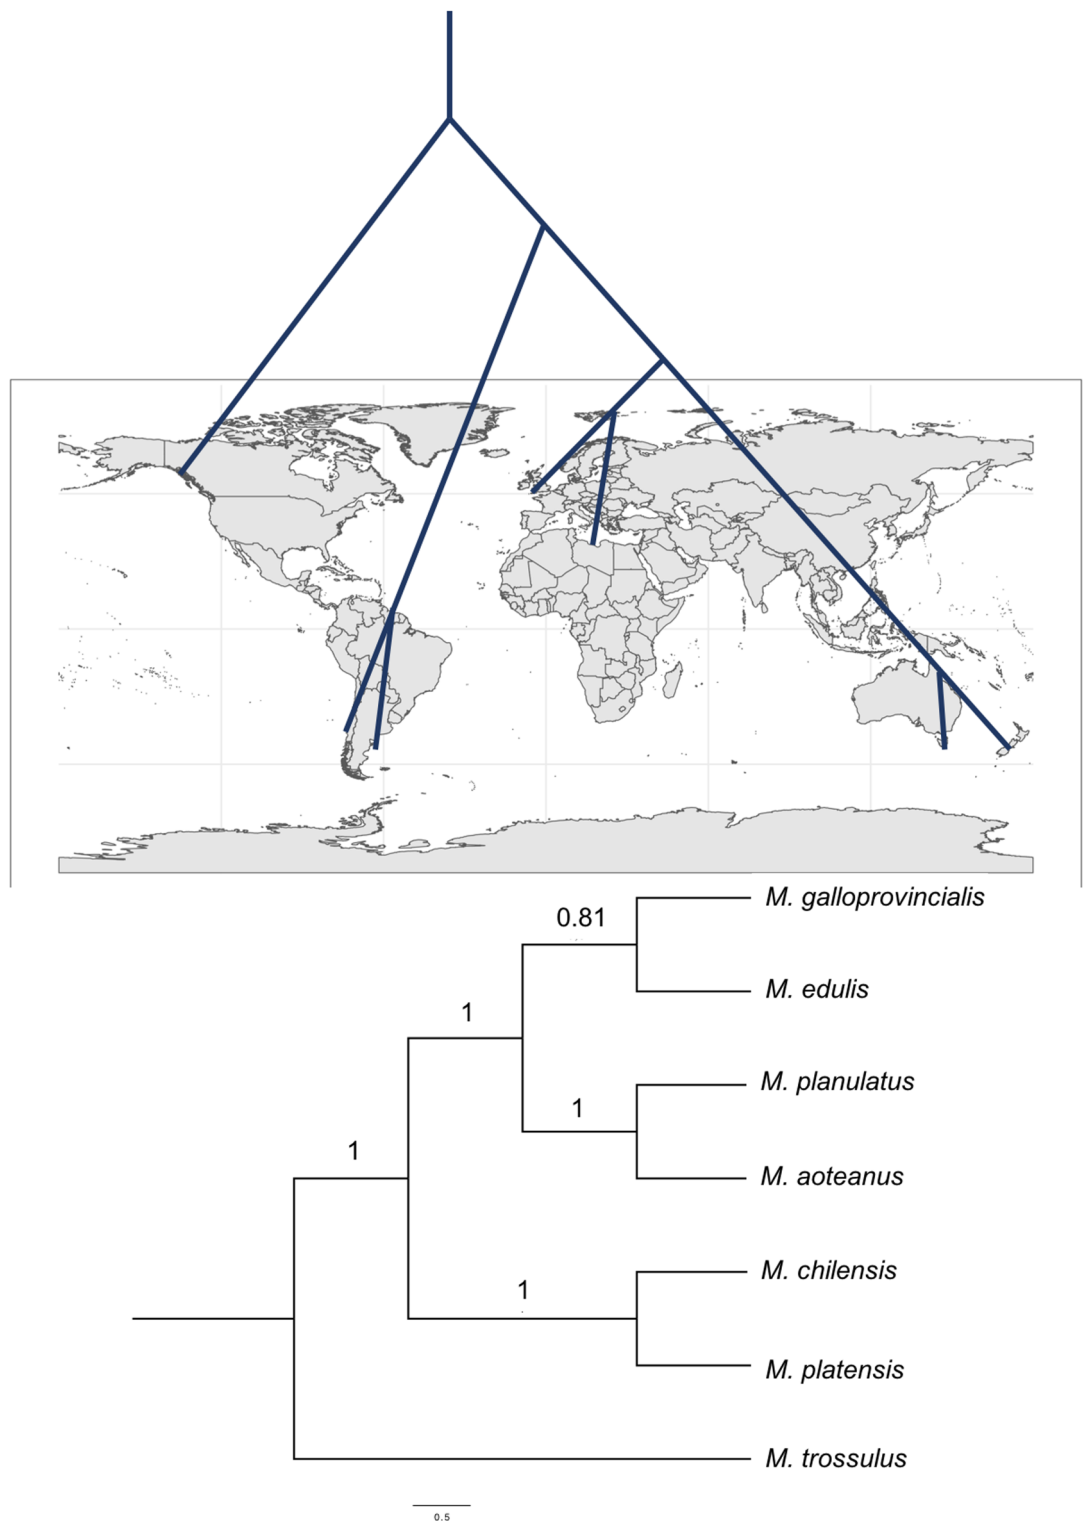 M. galloprovincialis
0.81
M. edulis
1
M. planulatus
1
1
M. aoteanus
M. chilensis
1
M. platensis
M. trossulus
0.5